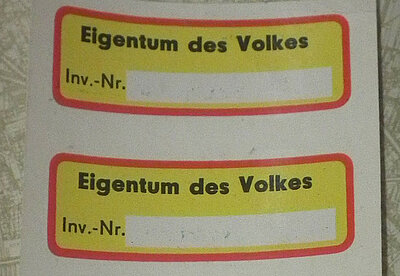 Eigentum des Volkes
Inv.-Nr.
Eigentum des Volkes
Inv.-Nr.